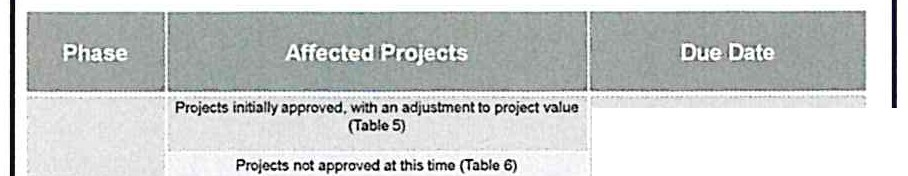 Phase Affected Projects Due Date
Projects initially approved, with an adjustment to project value
(Table 5)
Projects not approved at this time (Table 6)